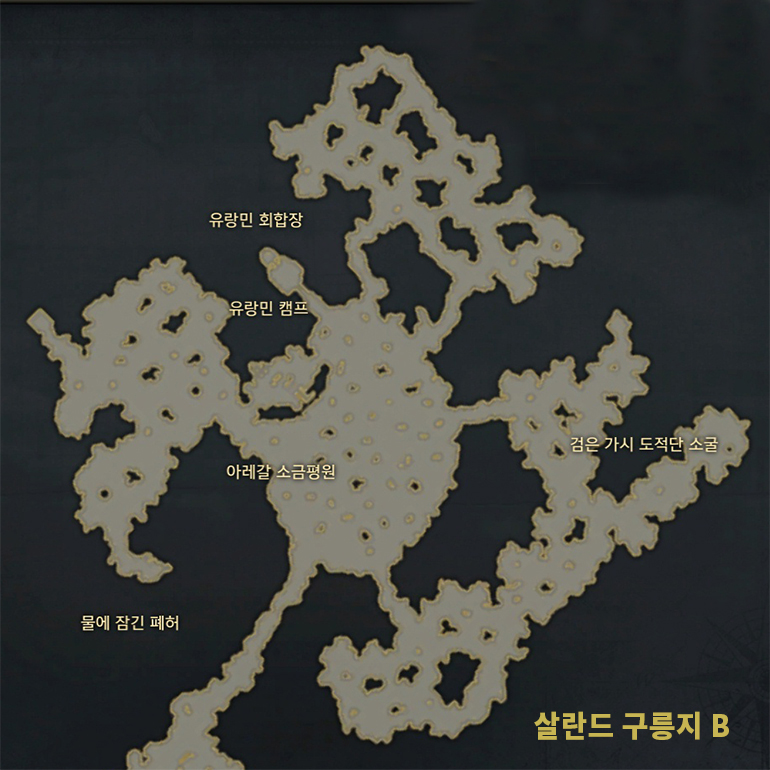 유랑민 회합장
유랑민 캠프
검은 가시 도적단 소굴
아레갈 소금평원
물에 잠긴 폐허
살란드 구릉지 B